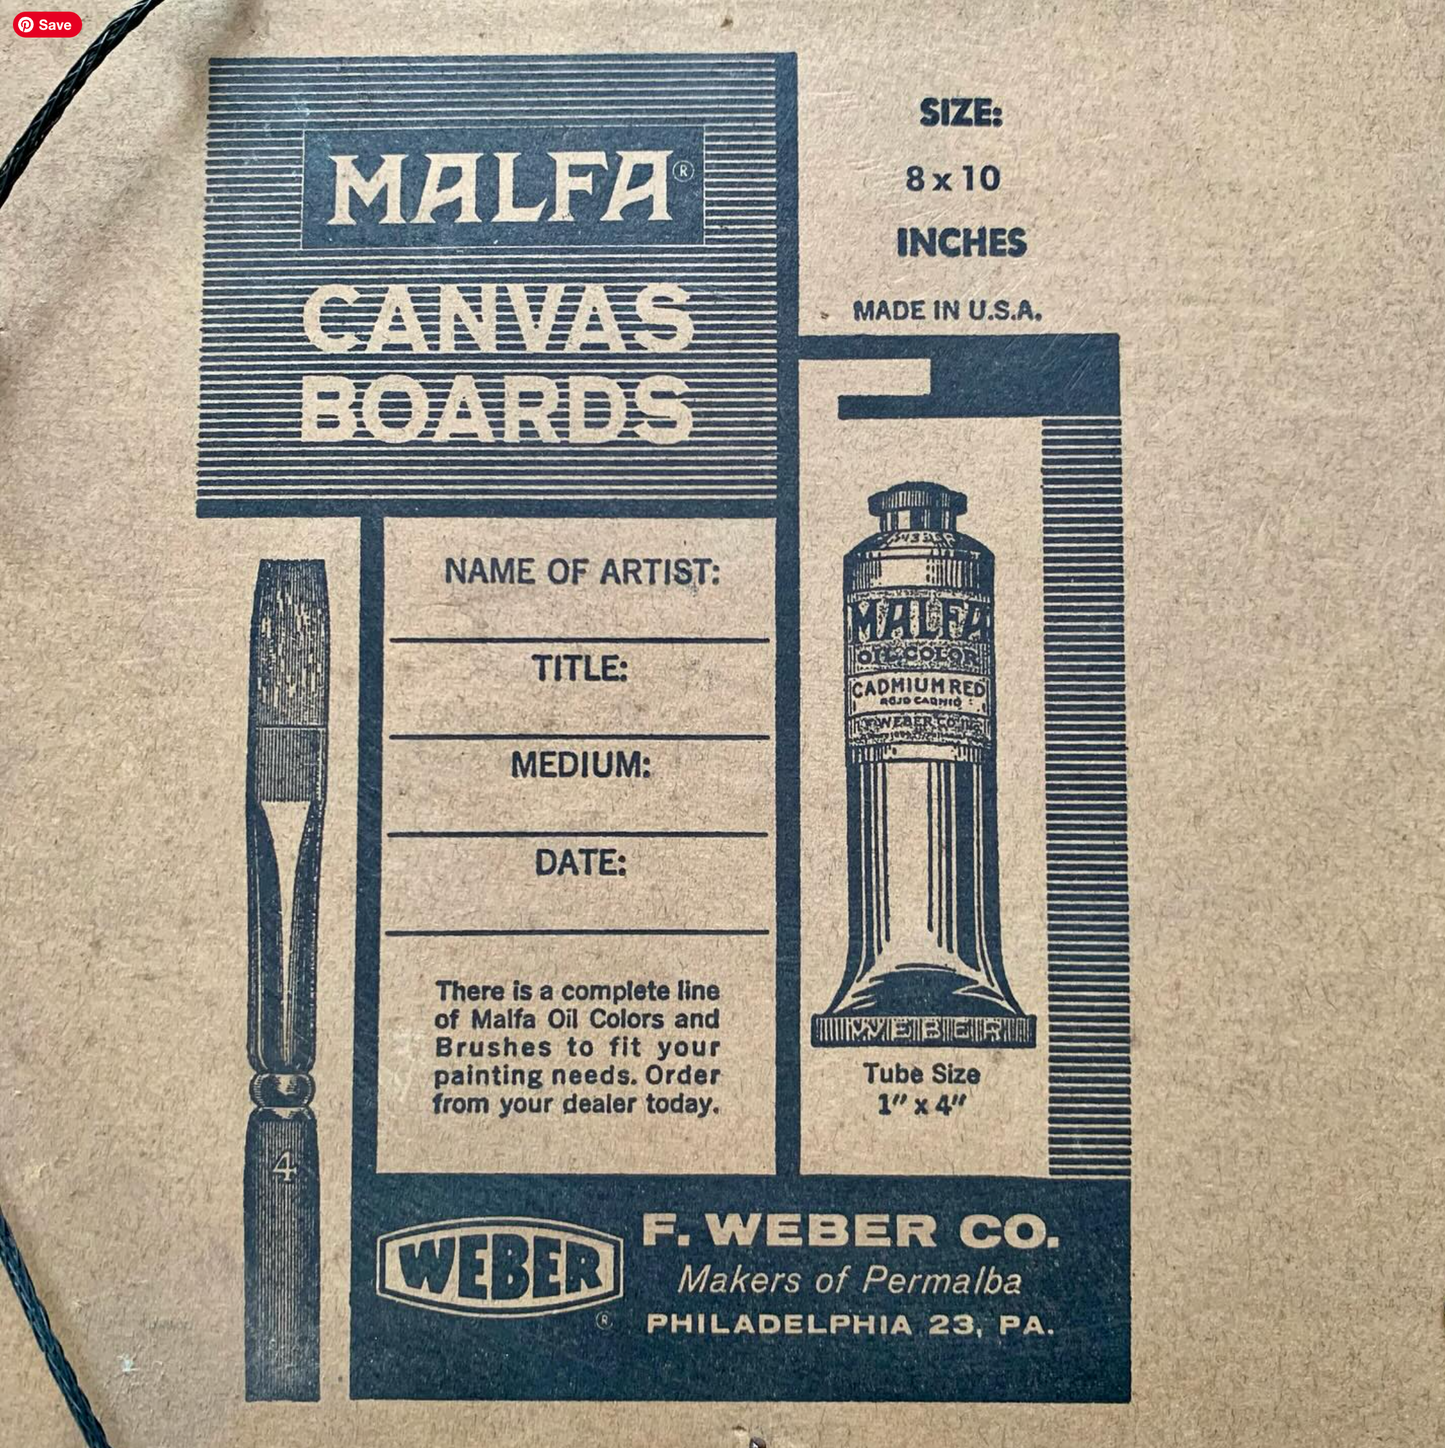 Save
MALFA®
CANVAS
BOARDS
SIZE:
8 x 10
INCHES
MADE IN U.S.A.
NAME OF ARTIST:
TITLE:
MEDIUM:
DATE:
There is a complete line
of Malfa Oil Colors and
Brushes to fit your
painting needs. Order
from your dealer today.
4
MALFA
OIL COLOR
CADMIUM RED
F. WEBER CO.
WEBER
Tube Size
1" x 4"
WEBER®
F. WEBER CO.
Makers of Permalba
PHILADELPHIA 23, PA.